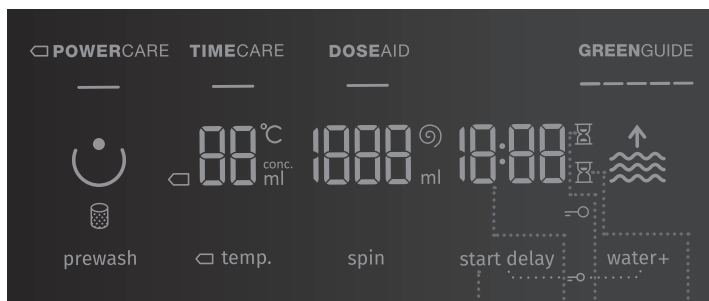 POWERCARE TIMECARE DOSEAID GREENGUIDE
88 °C 1888 18:88
conc.
ml ml
prewash temp. spin start delay water+